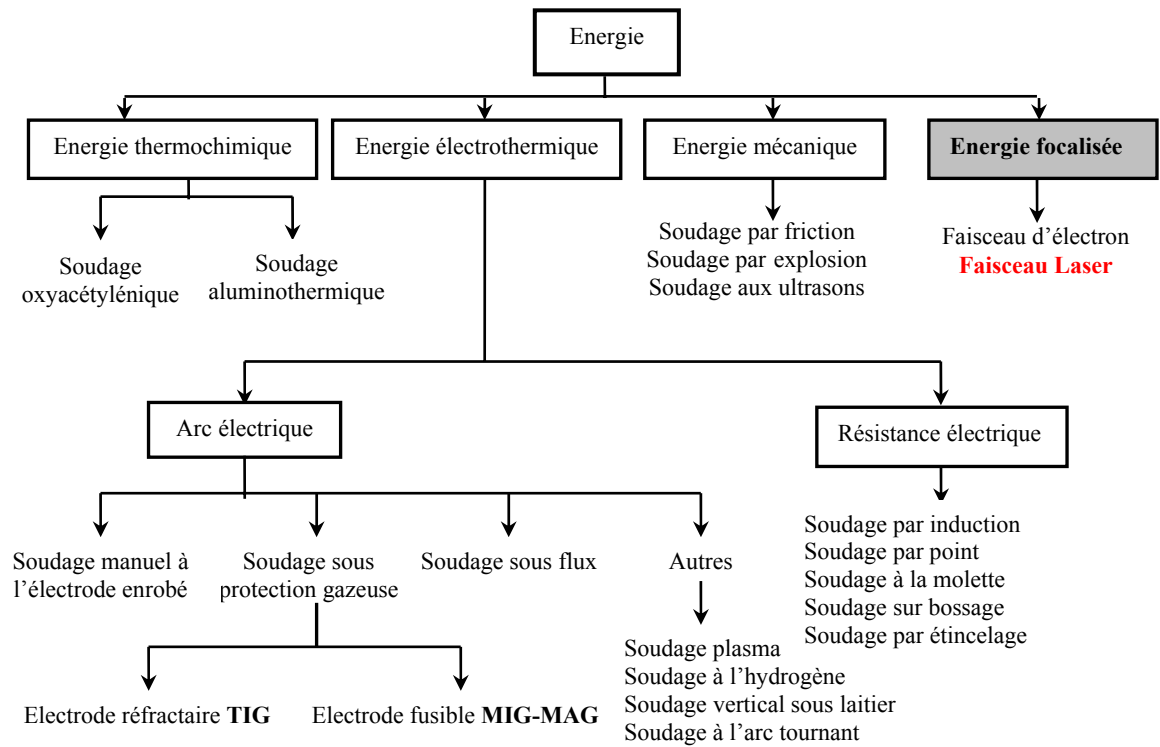 Energie
Energie thermochimique
Energie électrothermique
Energie mécanique
Energie focalisée
Soudage
oxyacétylénique
Soudage
aluminothermique
Soudage par friction
Soudage par explosion
Soudage aux ultrasons
Faisceau d’électron
Faisceau Laser
Arc électrique
Résistance électrique
Soudage manuel à
l’électrode enrobé
Soudage sous
protection gazeuse
Soudage sous flux
Autres
Soudage par induction
Soudage par point
Soudage à la molette
Soudage sur bossage
Soudage par étincelage
Electrode réfractaire TIG
Electrode fusible MIG-MAG
Soudage plasma
Soudage à l’hydrogène
Soudage vertical sous laitier
Soudage à l’arc tournant